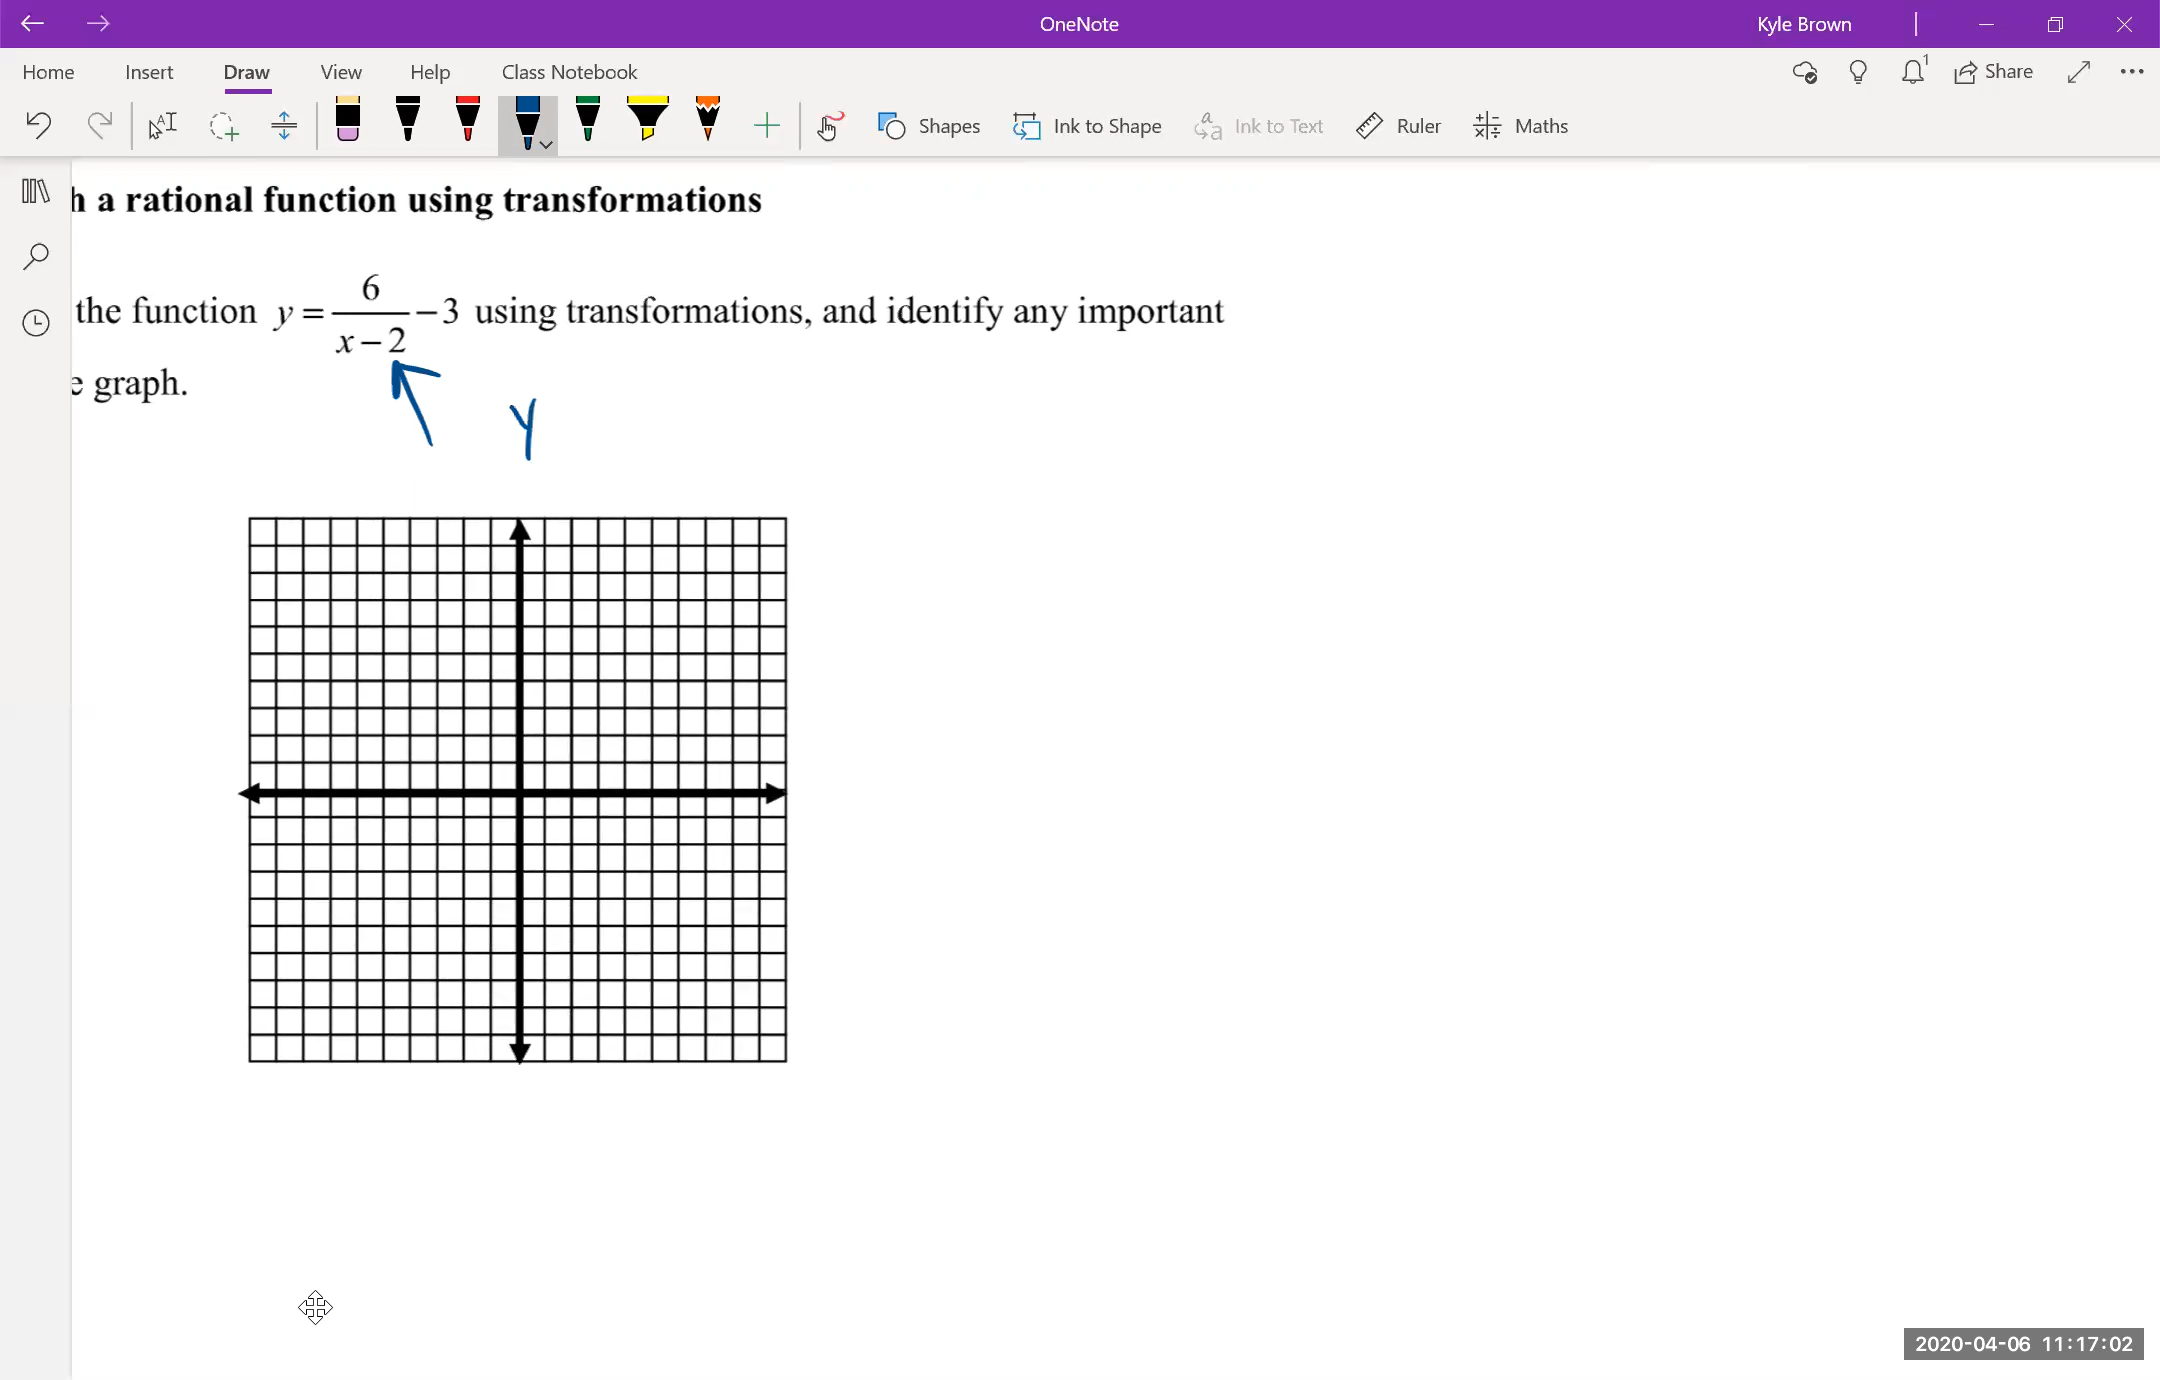 OneNote
Kyle Brown
Home Insert Draw View Help Class Notebook
1 Share
Shapes Ink to Shape Ink to Text Ruler Maths
h a rational function using transformations
the function y = 6/(x − 2) − 3 using transformations, and identify any important
e graph.
y
2020-04-06 11:17:02